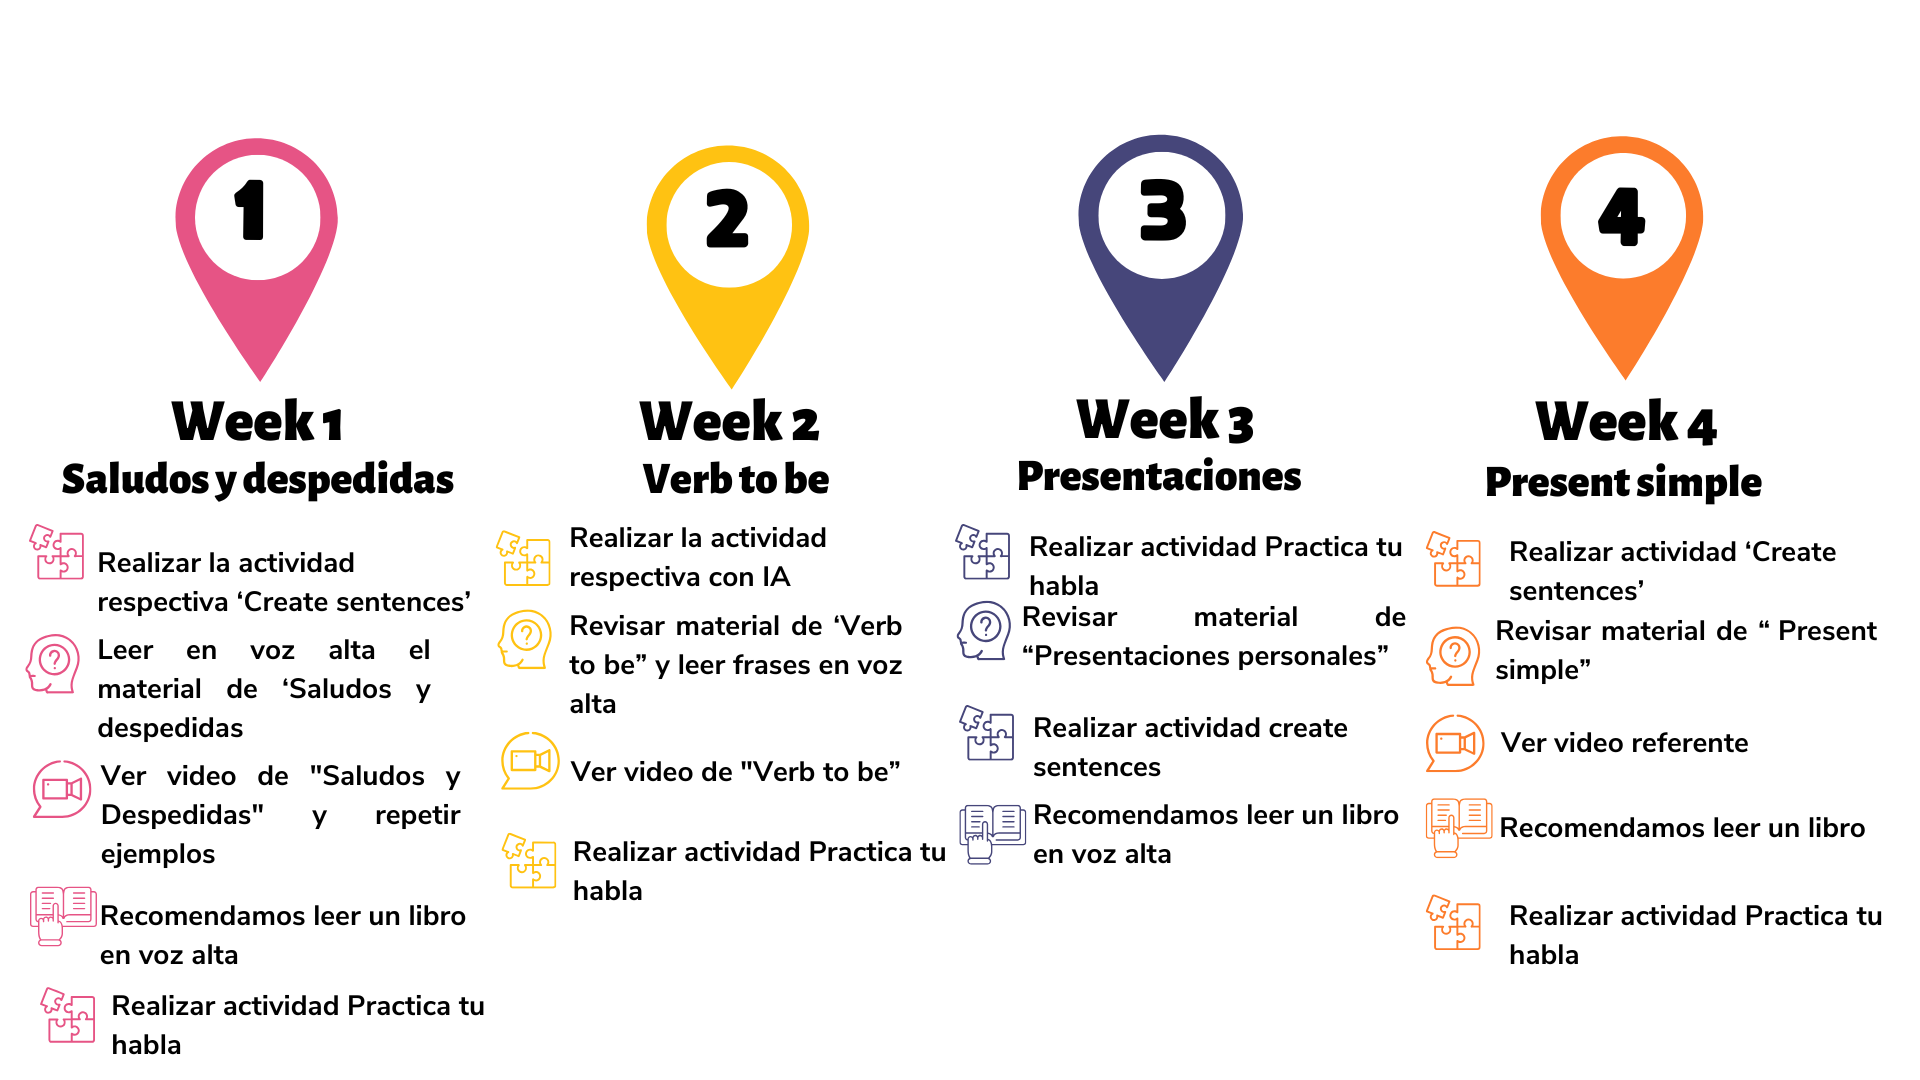 1
Week 1
Saludos y despedidas
Realizar la actividad
respectiva ‘Create sentences’
Leer en voz alta el
material de ‘Saludos y
despedidas
Ver video de "Saludos y
Despedidas" y repetir
ejemplos
Recomendamos leer un libro
en voz alta
Realizar actividad Practica tu
habla
2
Week 2
Verb to be
Realizar la actividad
respectiva con IA
Revisar material de ‘Verb
to be” y leer frases en voz
alta
Ver video de "Verb to be”
Realizar actividad Practica tu
habla
3
Week 3
Presentaciones
Realizar actividad Practica tu
habla
Revisar material de
“Presentaciones personales”
Realizar actividad create
sentences
Recomendamos leer un libro
en voz alta
4
Week 4
Present simple
Realizar actividad ‘Create
sentences’
Revisar material de “ Present
simple”
Ver video referente
Recomendamos leer un libro
Realizar actividad Practica tu
habla